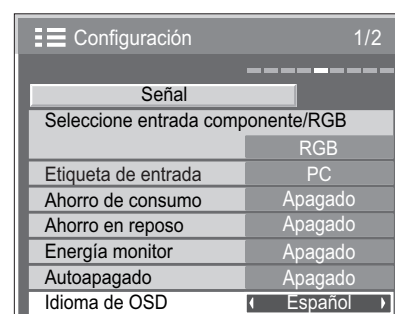 Configuración 1/2
Señal
Seleccione entrada componente/RGB
RGB
Etiqueta de entrada PC
Ahorro de consumo Apagado
Ahorro en reposo Apagado
Energía monitor Apagado
Autoapagado Apagado
Idioma de OSD Español